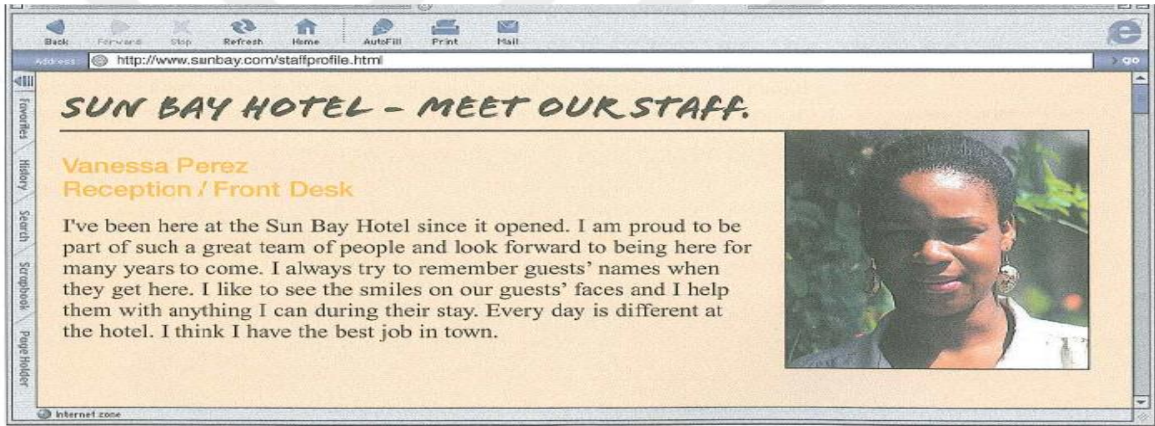 Back Forward Stop Refresh Home AutoFill Print Mail
Address http://www.sunbay.com/staffprofile.html go
Favorites
History
Search
Scrapbook
Page Holder
SUN BAY HOTEL - MEET OUR STAFF.
Vanessa Perez
Reception / Front Desk
I've been here at the Sun Bay Hotel since it opened. I am proud to be
part of such a great team of people and look forward to being here for
many years to come. I always try to remember guests' names when
they get here. I like to see the smiles on our guests' faces and I help
them with anything I can during their stay. Every day is different at
the hotel. I think I have the best job in town.
Internet zone